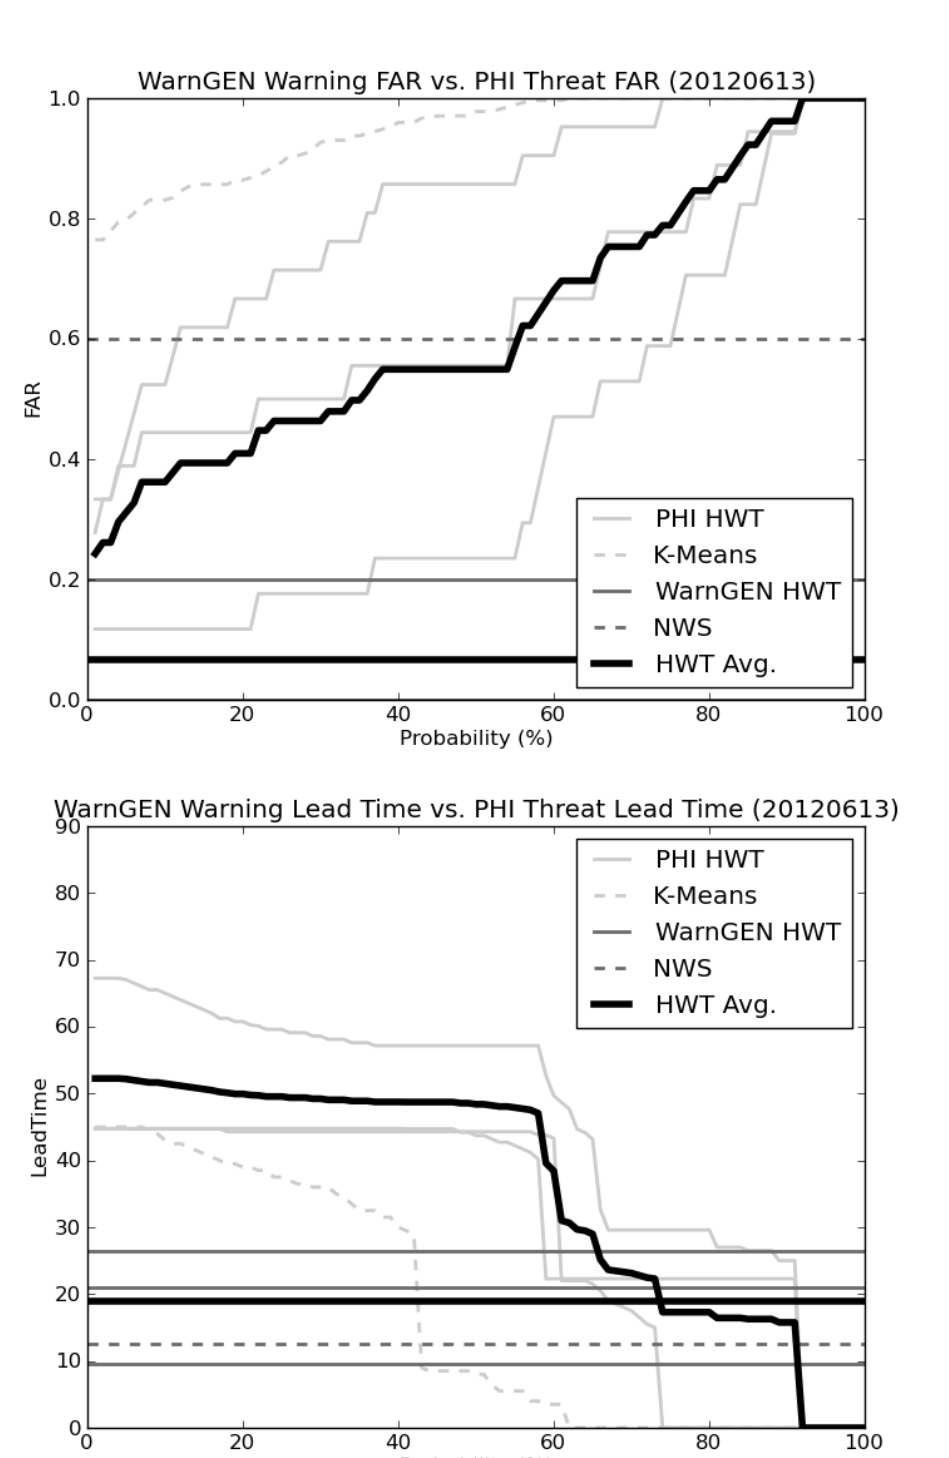 WarnGEN Warning FAR vs. PHI Threat FAR (20120613)
1.0
0.8
0.6
0.4
0.2
0.0
FAR
PHI HWT
K-Means
WarnGEN HWT
NWS
HWT Avg.
0 20 40 60 80 100
Probability (%)
WarnGEN Warning Lead Time vs. PHI Threat Lead Time (20120613)
90
80
70
60
50
40
30
20
10
0
LeadTime
PHI HWT
K-Means
WarnGEN HWT
NWS
HWT Avg.
0 20 40 60 80 100